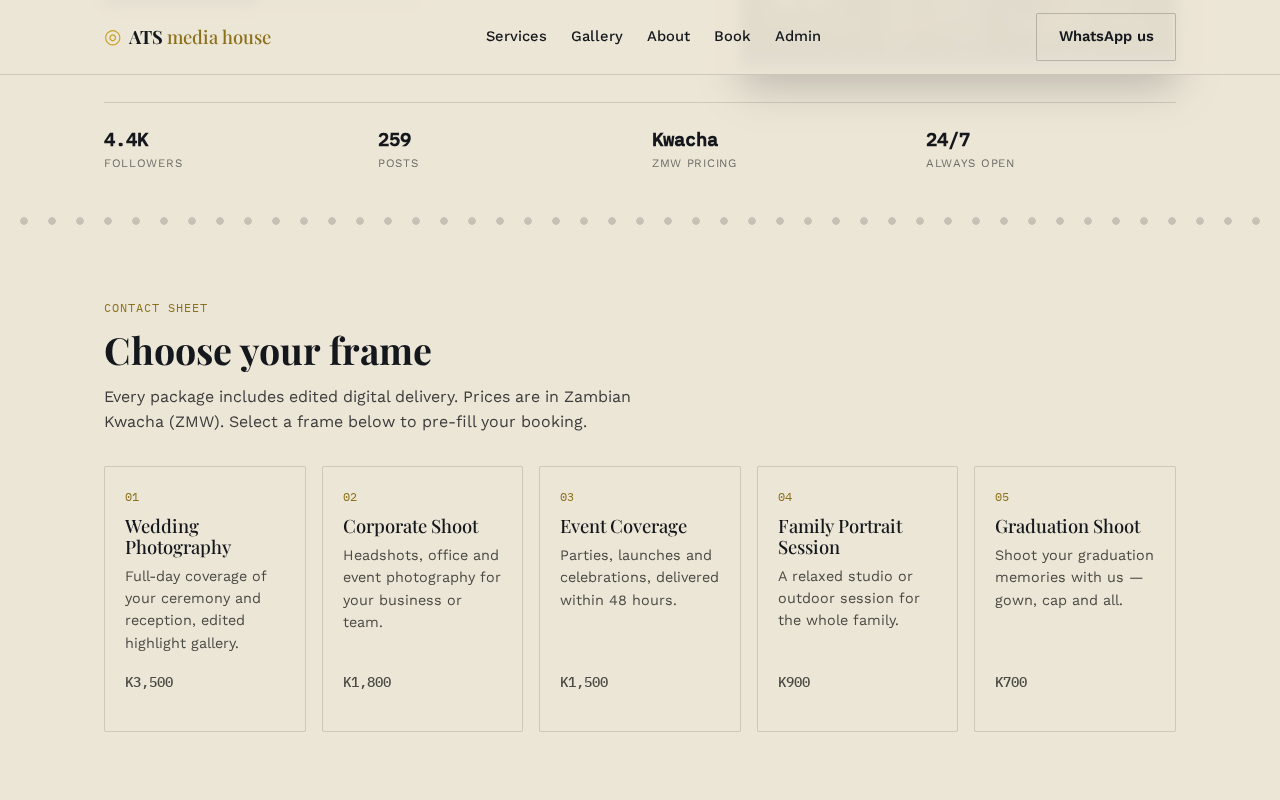 ATS media house
Services Gallery About Book Admin
WhatsApp us
4.4K
FOLLOWERS
259
POSTS
Kwacha
ZMW PRICING
24/7
ALWAYS OPEN
CONTACT SHEET
Choose your frame
Every package includes edited digital delivery. Prices are in Zambian
Kwacha (ZMW). Select a frame below to pre-fill your booking.
01
Wedding
Photography
Full-day coverage of
your ceremony and
reception, edited
highlight gallery.
K3,500
02
Corporate Shoot
Headshots, office and
event photography for
your business or
team.
K1,800
03
Event Coverage
Parties, launches and
celebrations, delivered
within 48 hours.
K1,500
04
Family Portrait
Session
A relaxed studio or
outdoor session for
the whole family.
K900
05
Graduation Shoot
Shoot your graduation
memories with us —
gown, cap and all.
K700